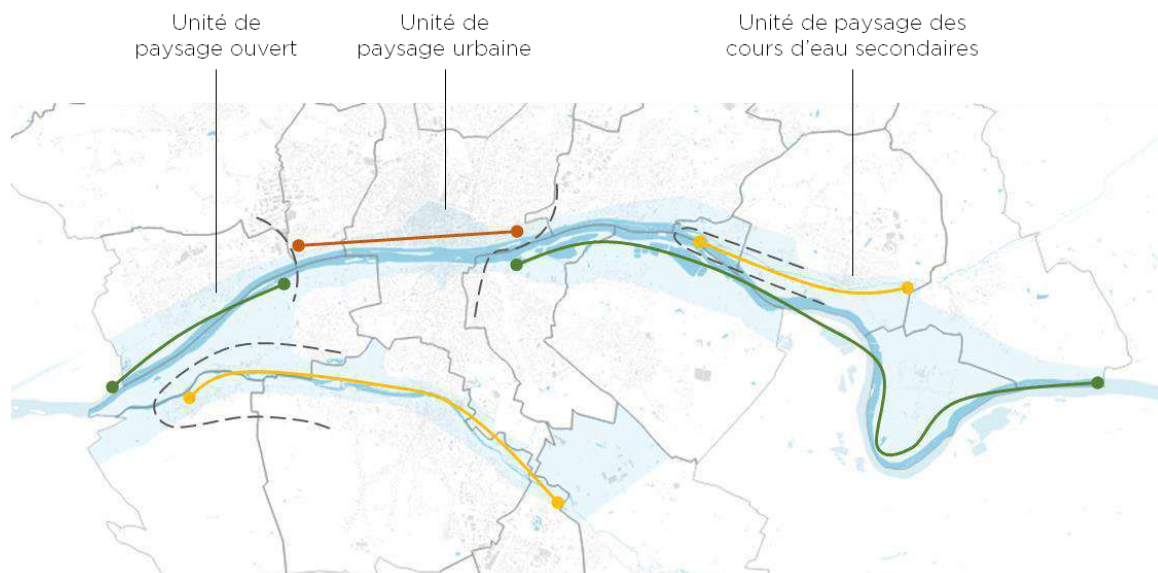 Unité de
paysage ouvert
Unité de
paysage urbaine
Unité de paysage des
cours d'eau secondaires